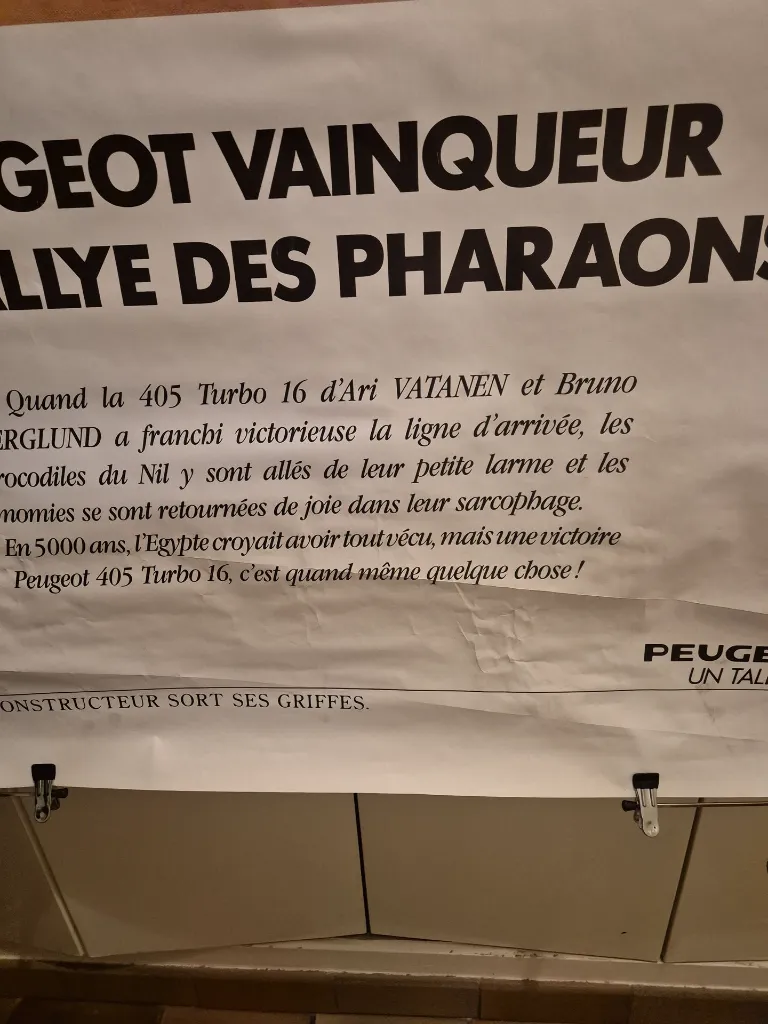 GEOT VAINQUEUR
ALLYE DES PHARAONS
Quand la 405 Turbo 16 d'Ari VATANEN et Bruno
ERGLUND a franchi victorieuse la ligne d'arrivée, les
rocodiles du Nil y sont allés de leur petite larme et les
momies se sont retournées de joie dans leur sarcophage.
En 5000 ans, l'Egypte croyait avoir tout vécu, mais une victoire
Peugeot 405 Turbo 16, c'est quand même quelque chose !
PEUGE
UN TAL
ONSTRUCTEUR SORT SES GRIFFES.